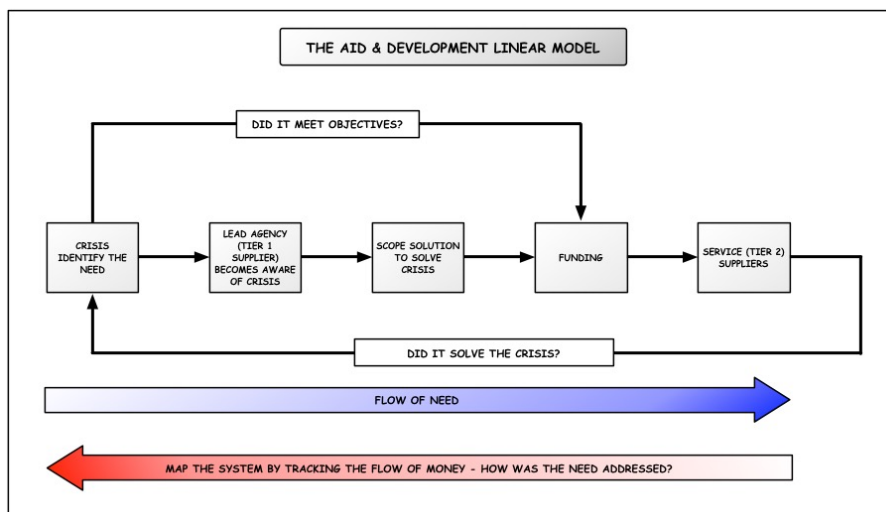 THE AID & DEVELOPMENT LINEAR MODEL
DID IT MEET OBJECTIVES?
CRISIS
IDENTIFY THE
NEED
LEAD AGENCY
(TIER 1
SUPPLIER)
BECOMES AWARE
OF CRISIS
SCOPE SOLUTION
TO SOLVE
CRISIS
FUNDING
SERVICE (TIER 2)
SUPPLIERS
DID IT SOLVE THE CRISIS?
FLOW OF NEED
MAP THE SYSTEM BY TRACKING THE FLOW OF MONEY - HOW WAS THE NEED ADDRESSED?